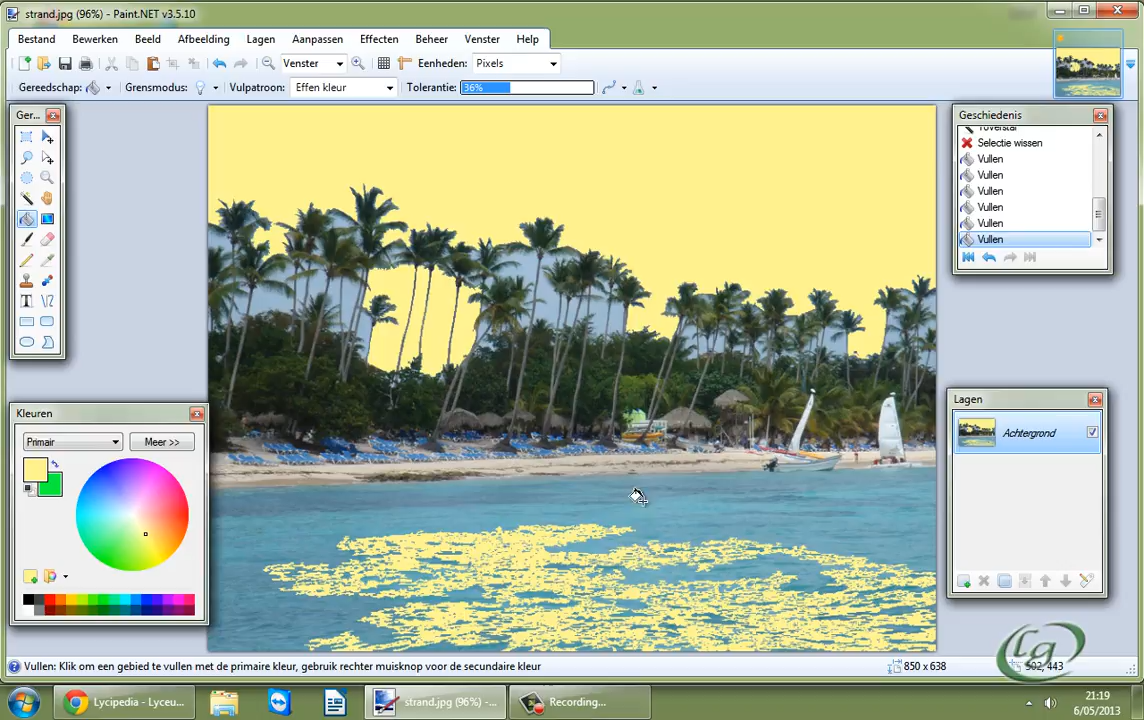 strand.jpg (96%) - Paint.NET v3.5.10
Bestand Bewerken Beeld Afbeelding Lagen Aanpassen Effecten Beheer Venster Help
Venster Eenheden: Pixels
Gereedschap: Grensmodus: Vulpatroon: Effen kleur Tolerantie: 36%
Ger...
Geschiedenis
Toverstaf
Selectie wissen
Vullen
Vullen
Vullen
Vullen
Vullen
Vullen
Lagen
Achtergrond
Kleuren
Primair Meer >>
Vullen: Klik om een gebied te vullen met de primaire kleur, gebruik rechter muisknop voor de secundaire kleur
850 x 638
502, 443
lg
Lycipedia - Lyceu...
strand.jpg (96%) -...
Recording...
21:19
6/05/2013